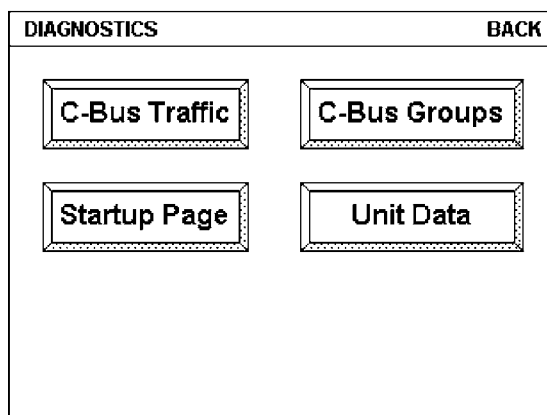 DIAGNOSTICS BACK
C-Bus Traffic C-Bus Groups
Startup Page Unit Data